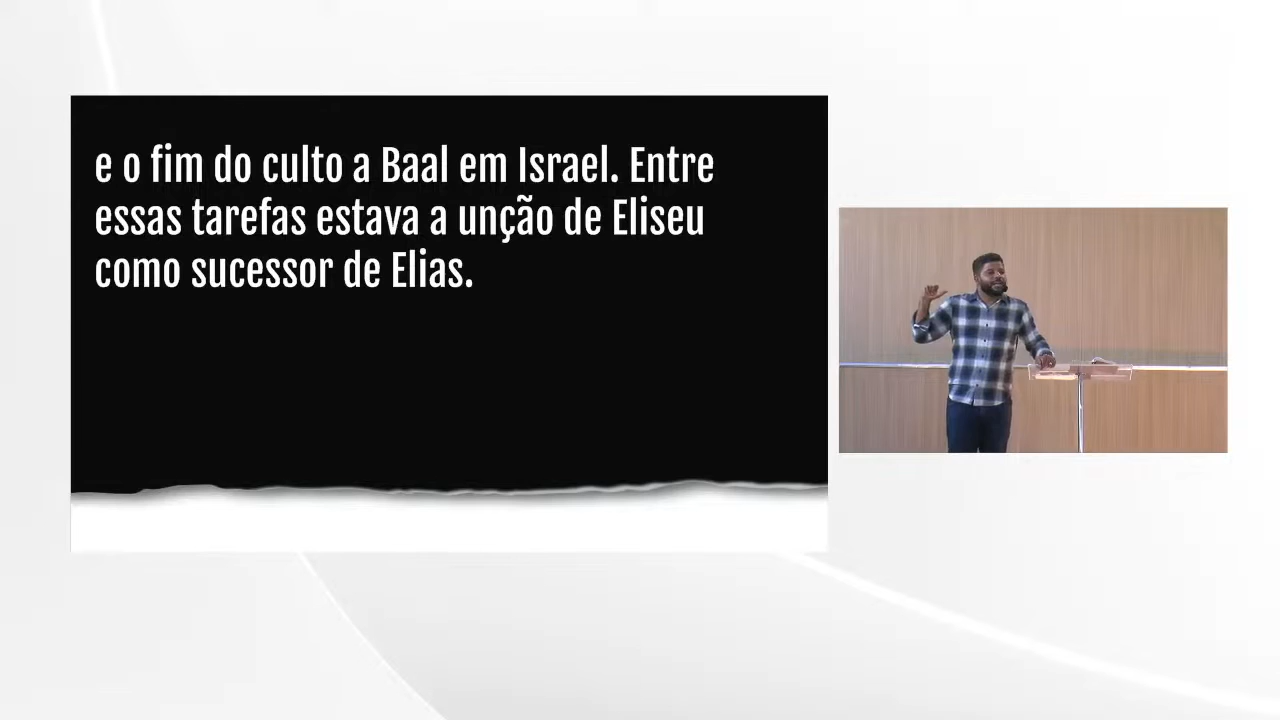 e o fim do culto a Baal em Israel. Entre
essas tarefas estava a unção de Eliseu
como sucessor de Elias.